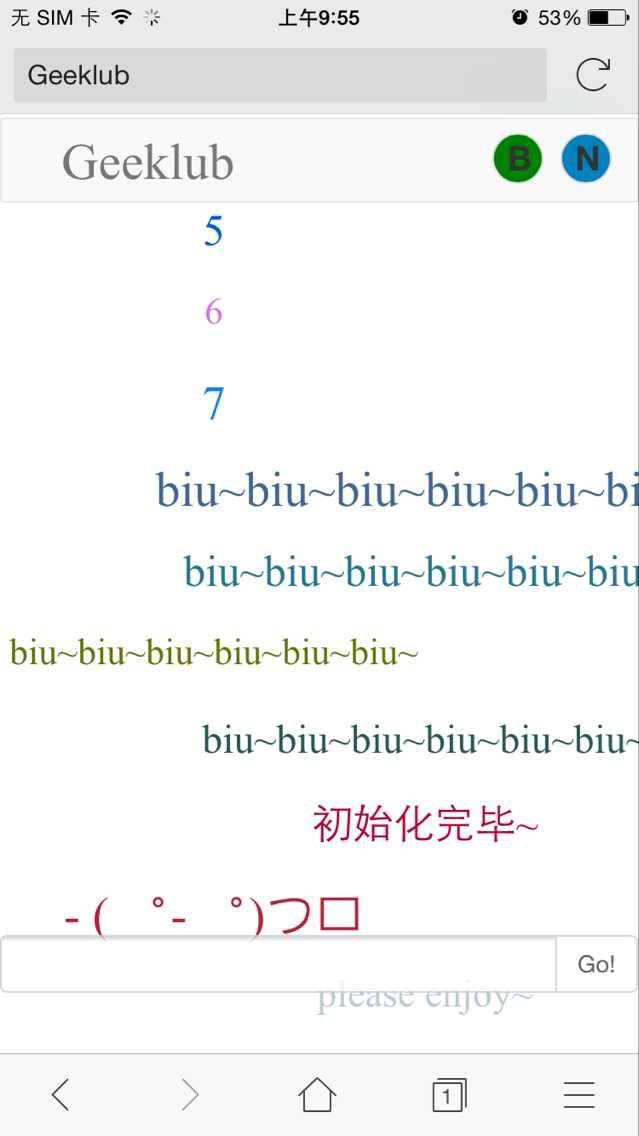 无 SIM 卡 上午9:55 53%
Geeklub
Geeklub B N
5
6
7
biu~biu~biu~biu~biu~bi
biu~biu~biu~biu~biu~biu
biu~biu~biu~biu~biu~biu~
biu~biu~biu~biu~biu~biu~
初始化完毕~
- ( ゜- ゜)つロ
Go!
please enjoy~
1